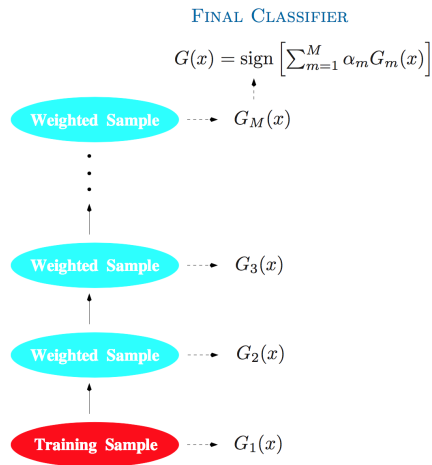 FINAL CLASSIFIER
G(x) = sign [∑_{m=1}^{M} α_m G_m(x)]
Weighted Sample G_M(x)
Weighted Sample G_3(x)
Weighted Sample G_2(x)
Training Sample G_1(x)